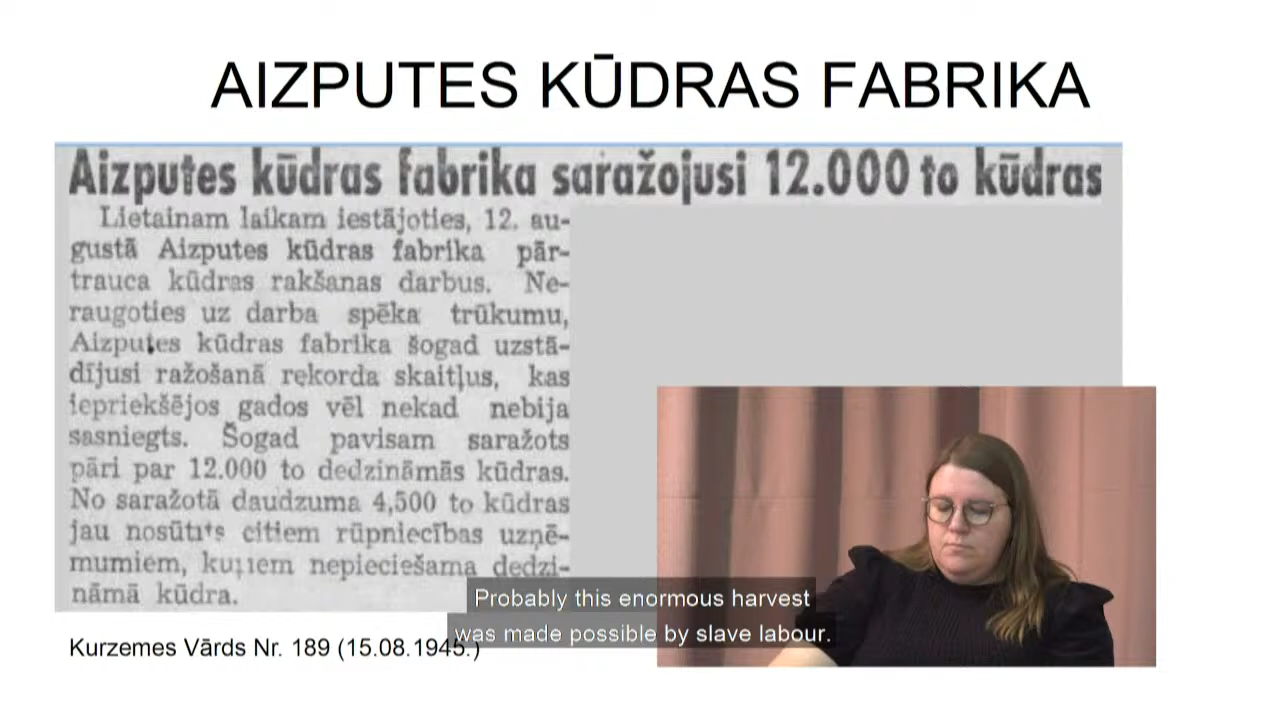 AIZPUTES KŪDRAS FABRIKA
Aizputes kūdras fabrika saražojusi 12.000 to kūdras
Lietainam laikam iestājoties, 12. au-
gustā Aizputes kūdras fabrika pār-
trauca kūdras rakšanas darbus. Ne-
raugoties uz darba spēka trūkumu,
Aizputes kūdras fabrika šogad uzstā-
dījusi ražošanā rekorda skaitļus, kas
iepriekšējos gados vēl nekad nebija
sasniegts. Šogad pavisam saražots
pāri par 12.000 to dedzināmās kūdras.
No saražotā daudzuma 4,500 to kūdras
jau nosūtīts citiem rūpniecības uzņē-
mumiem, kuŗiem nepieciešama dedzi-
nāmā kūdra.
Probably this enormous harvest
was made possible by slave labour.
Kurzemes Vārds Nr. 189 (15.08.1945.)